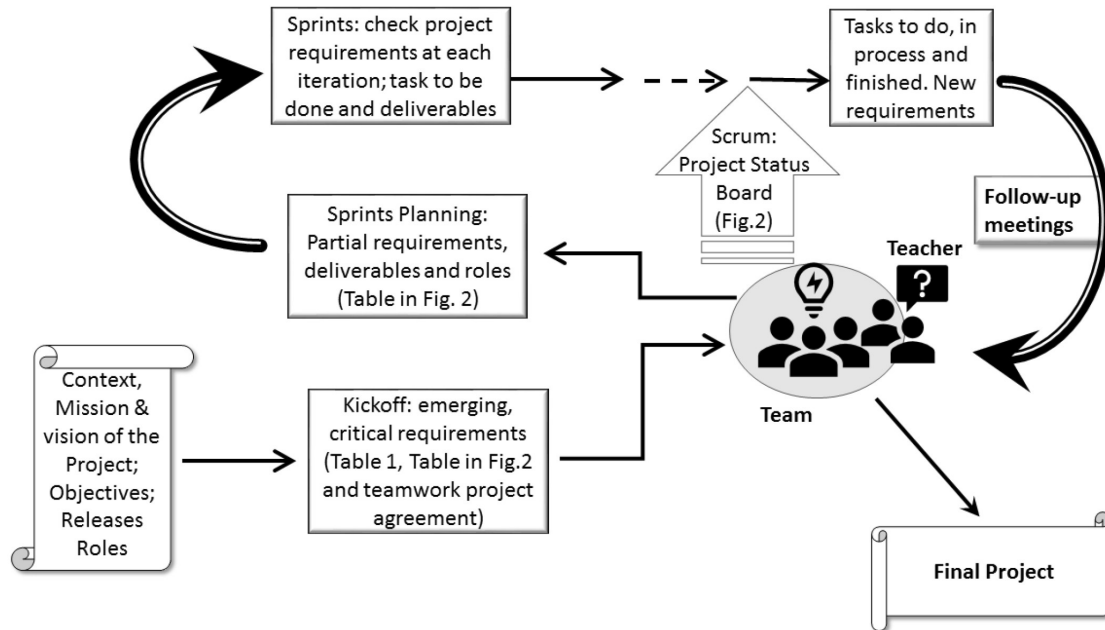 Sprints: check project
requirements at each
iteration; task to be
done and deliverables
Tasks to do, in
process and
finished. New
requirements
Scrum:
Project Status
Board
(Fig.2)
Follow-up
meetings
Sprints Planning:
Partial requirements,
deliverables and roles
(Table in Fig. 2)
Teacher
?
Team
Context,
Mission &
vision of the
Project;
Objectives;
Releases
Roles
Kickoff: emerging,
critical requirements
(Table 1, Table in Fig.2
and teamwork project
agreement)
Final Project